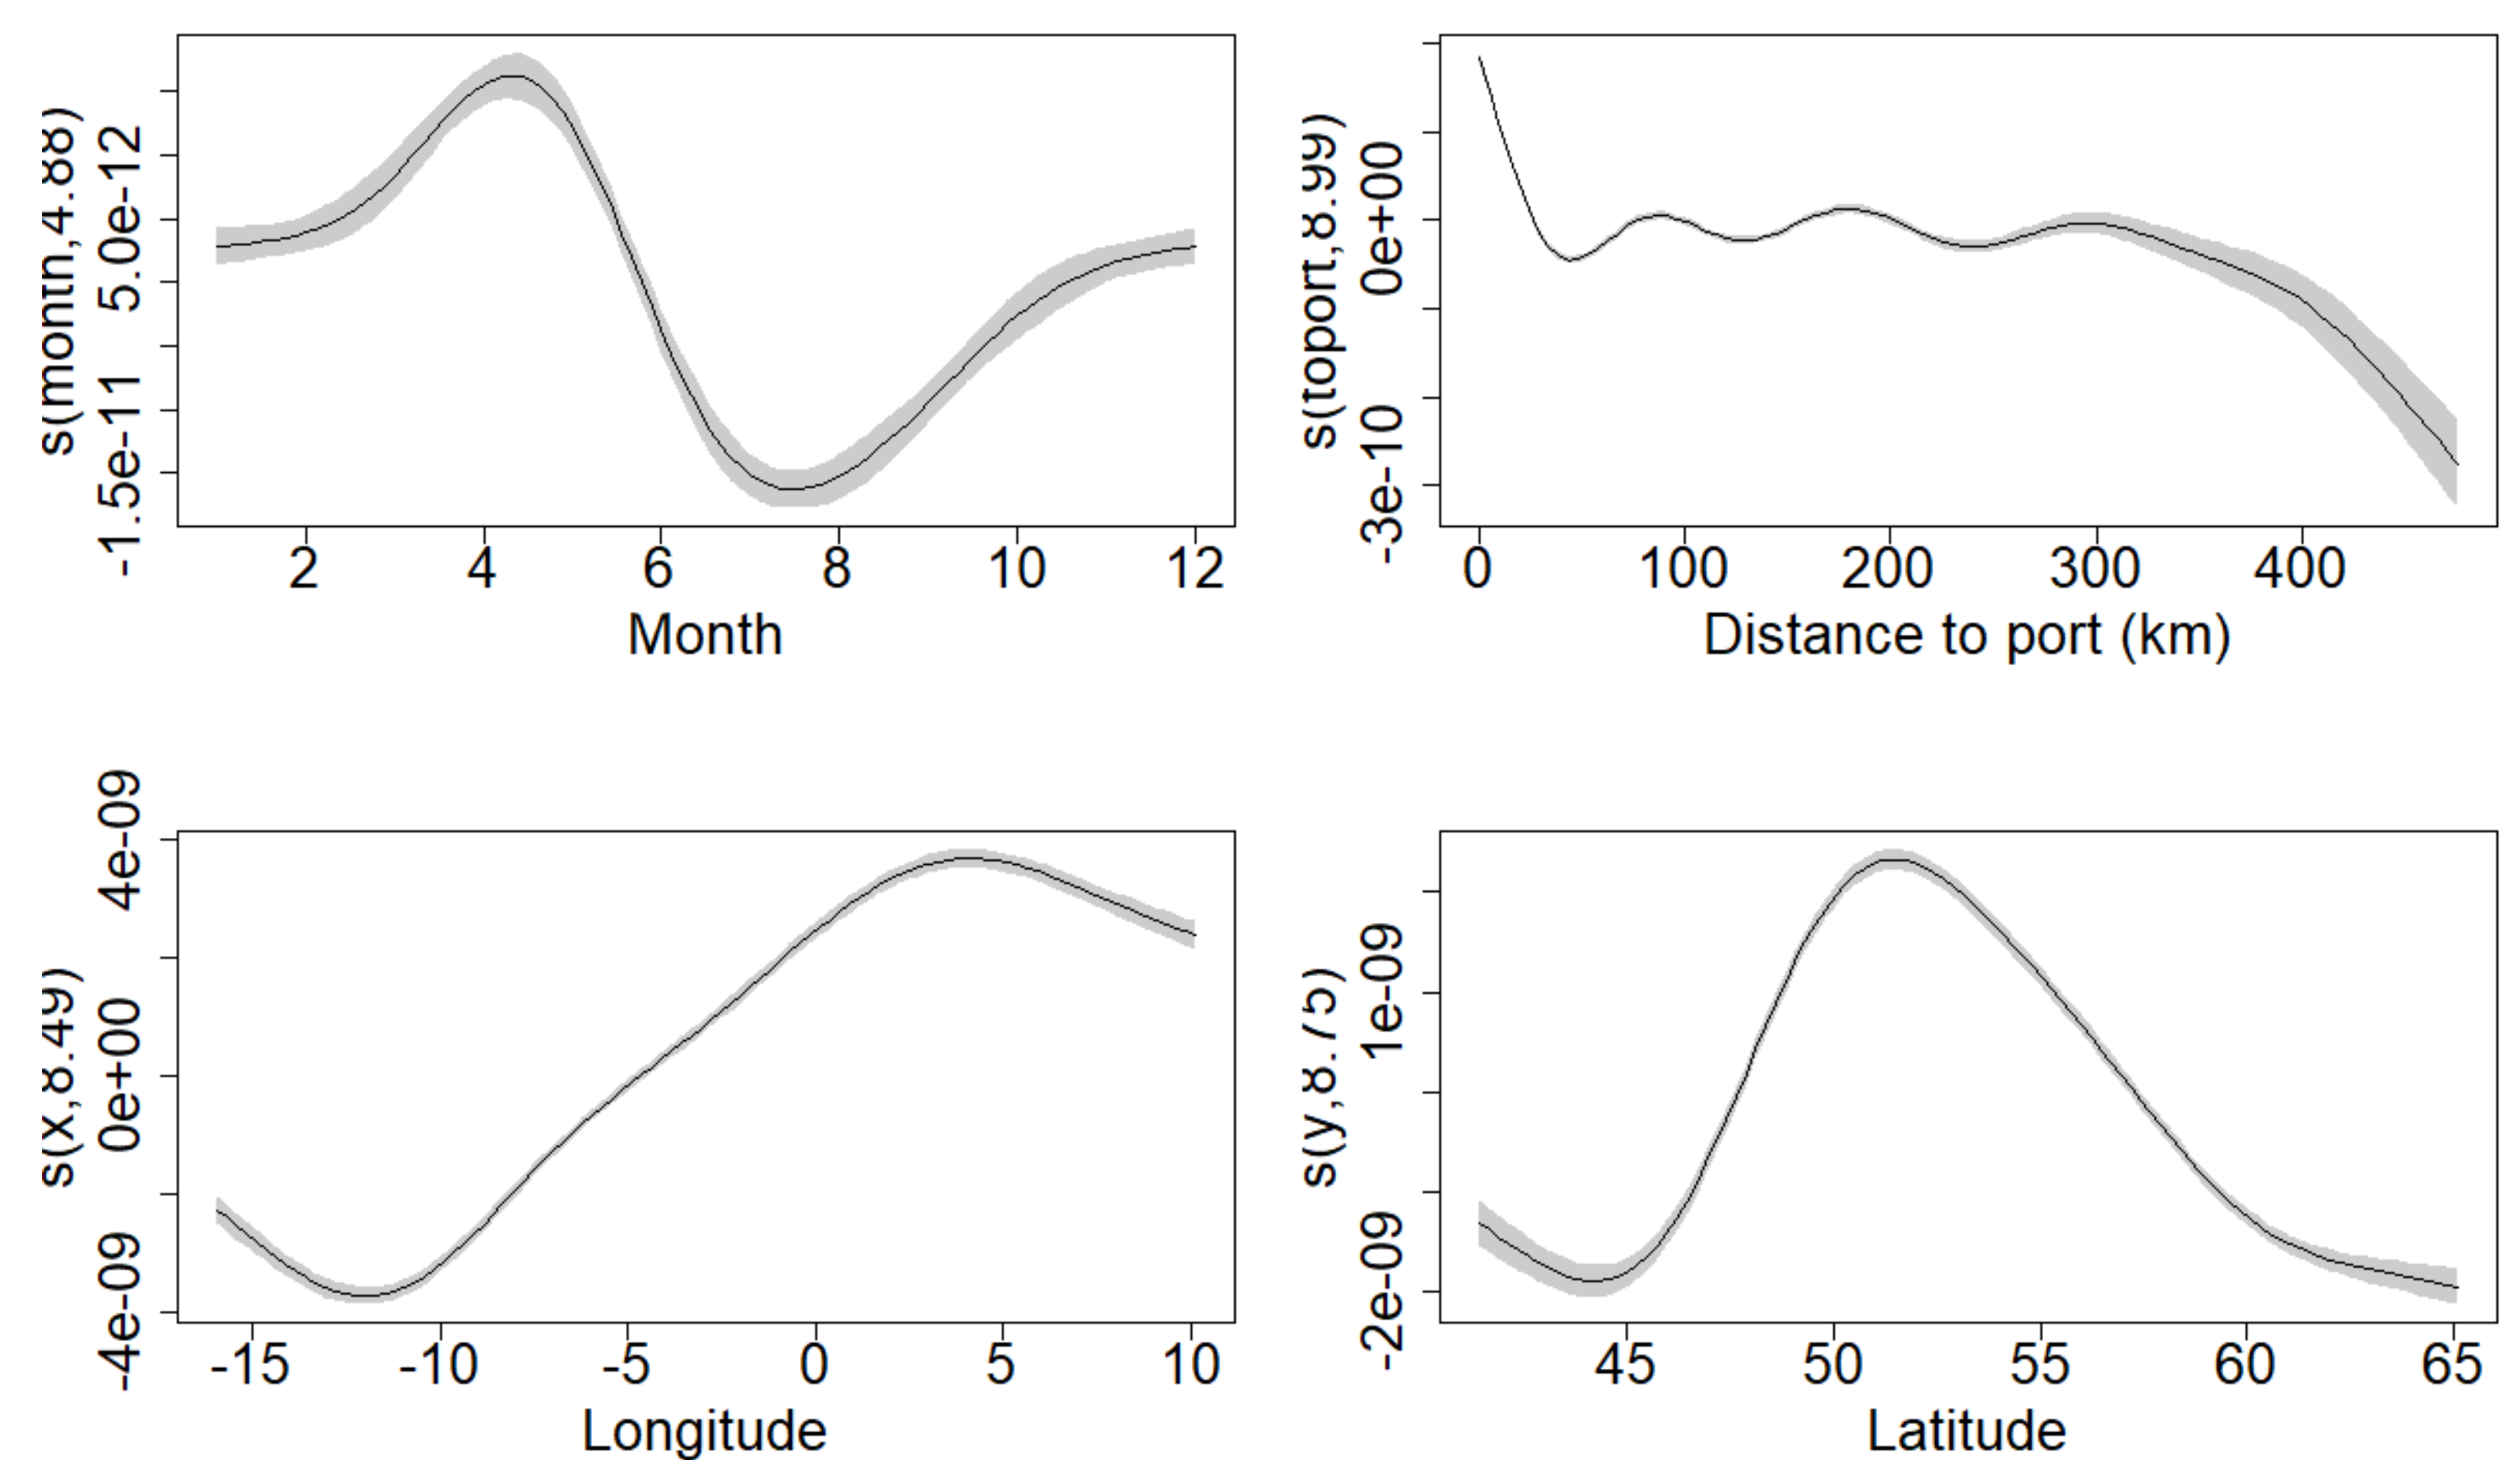 s(month,4.88)
-1.5e-11 5.0e-12
2 4 6 8 10 12
Month
s(toport,8.99)
-3e-10 0e+00
0 100 200 300 400
Distance to port (km)
s(x,8.49)
-4e-09 0e+00 4e-09
-15 -10 -5 0 5 10
Longitude
s(y,8.75)
-2e-09 1e-09
45 50 55 60 65
Latitude